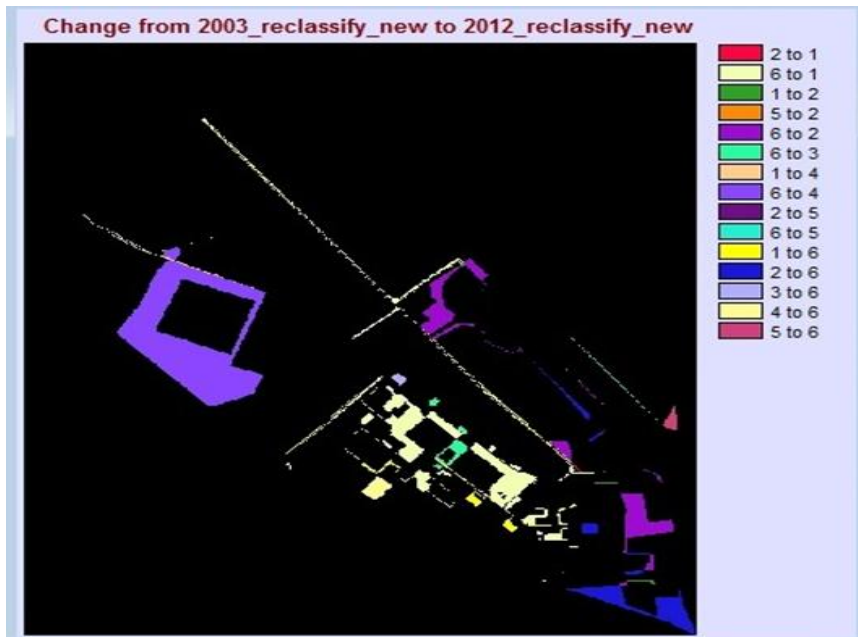 Change from 2003_reclassify_new to 2012_reclassify_new
2 to 1
6 to 1
1 to 2
5 to 2
6 to 2
6 to 3
1 to 4
6 to 4
2 to 5
6 to 5
1 to 6
2 to 6
3 to 6
4 to 6
5 to 6